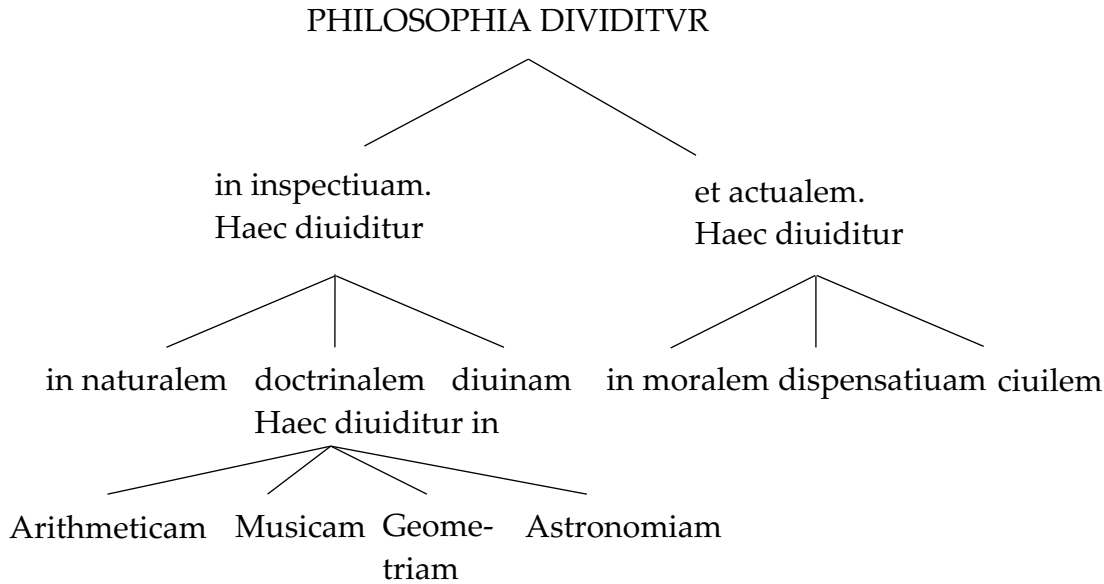 PHILOSOPHIA DIVIDITVR
in inspectiuam.
Haec diuiditur
et actualem.
Haec diuiditur
in naturalem doctrinalem diuinam in moralem dispensatiuam ciuilem
Haec diuiditur in
Arithmeticam Musicam Geome- Astronomiam
triam